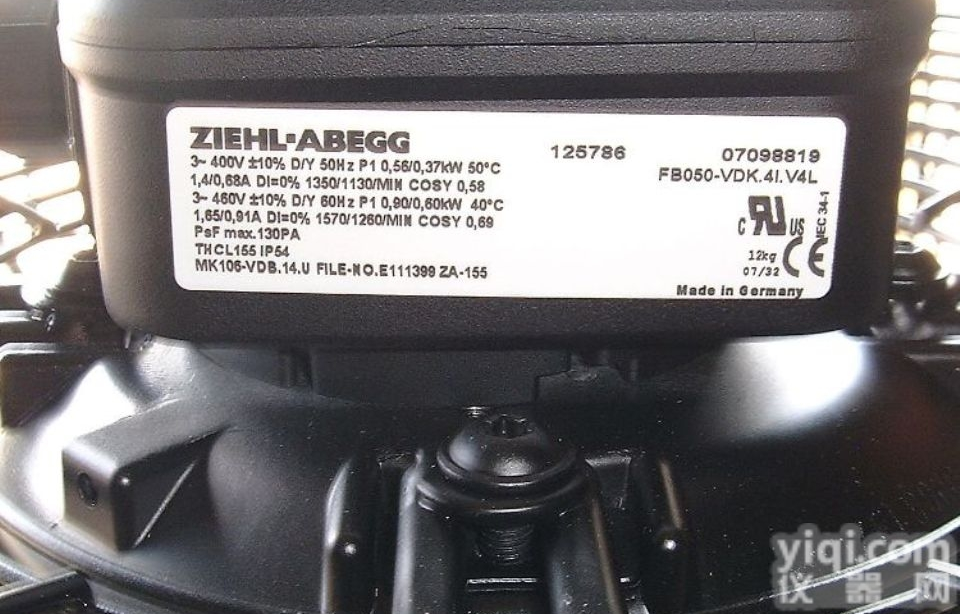 ZIEHL-ABEGG
3~ 400V ±10% D/Y 50Hz P1 0,56/0,37kW 50°C
1,4/0,68A DI=0% 1350/1130/MIN COSY 0,58
3~ 460V ±10% D/Y 60Hz P1 0,90/0,60kW 40°C
1,65/0,91A DI=0% 1570/1260/MIN COSY 0,69
PsF max.130PA
THCL155 IP54
MK106-VDB.14.U FILE-NO.E111399 ZA-155
125786
07098819
FB050-VDK.4I.V4L
c RU US
IEC 34-1
12kg
07/32
CE
Made in Germany
yiqi.com
仪器网